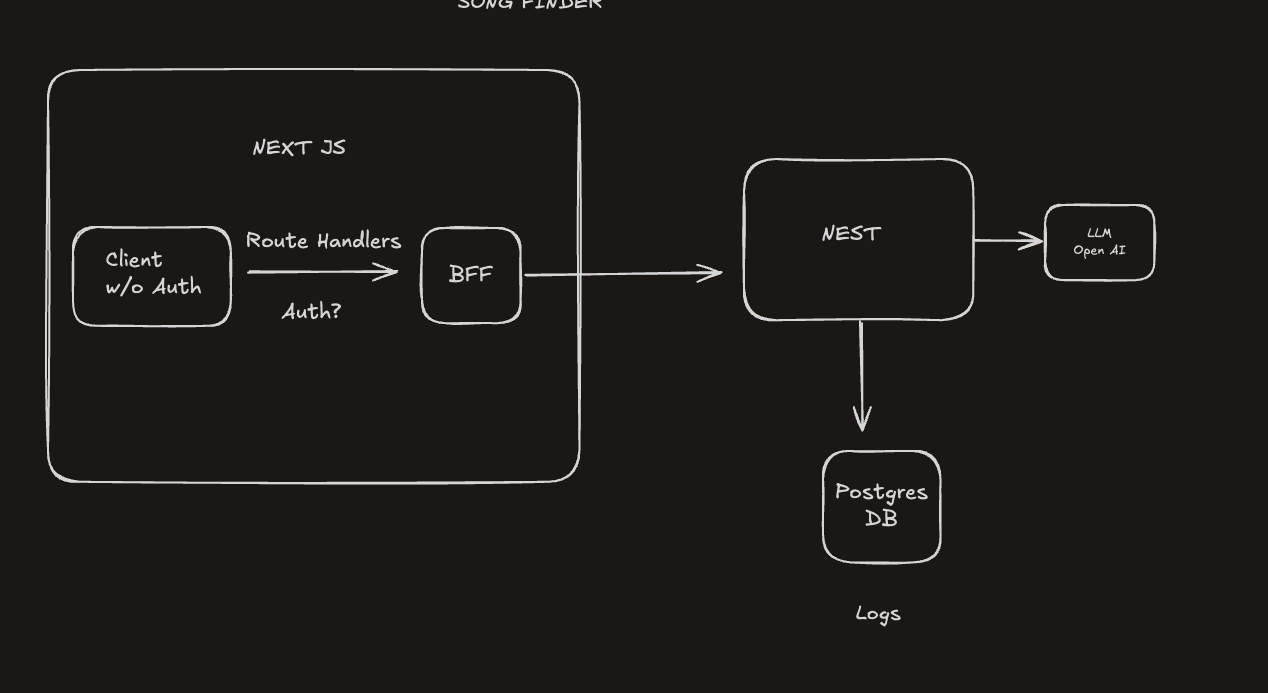 SONG FINDER
NEXT JS
Client
w/o Auth
Route Handlers
Auth?
BFF
NEST
LLM
Open AI
Postgres
DB
Logs